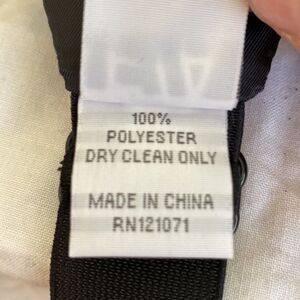 100%
POLYESTER
DRY CLEAN ONLY
MADE IN CHINA
RN121071